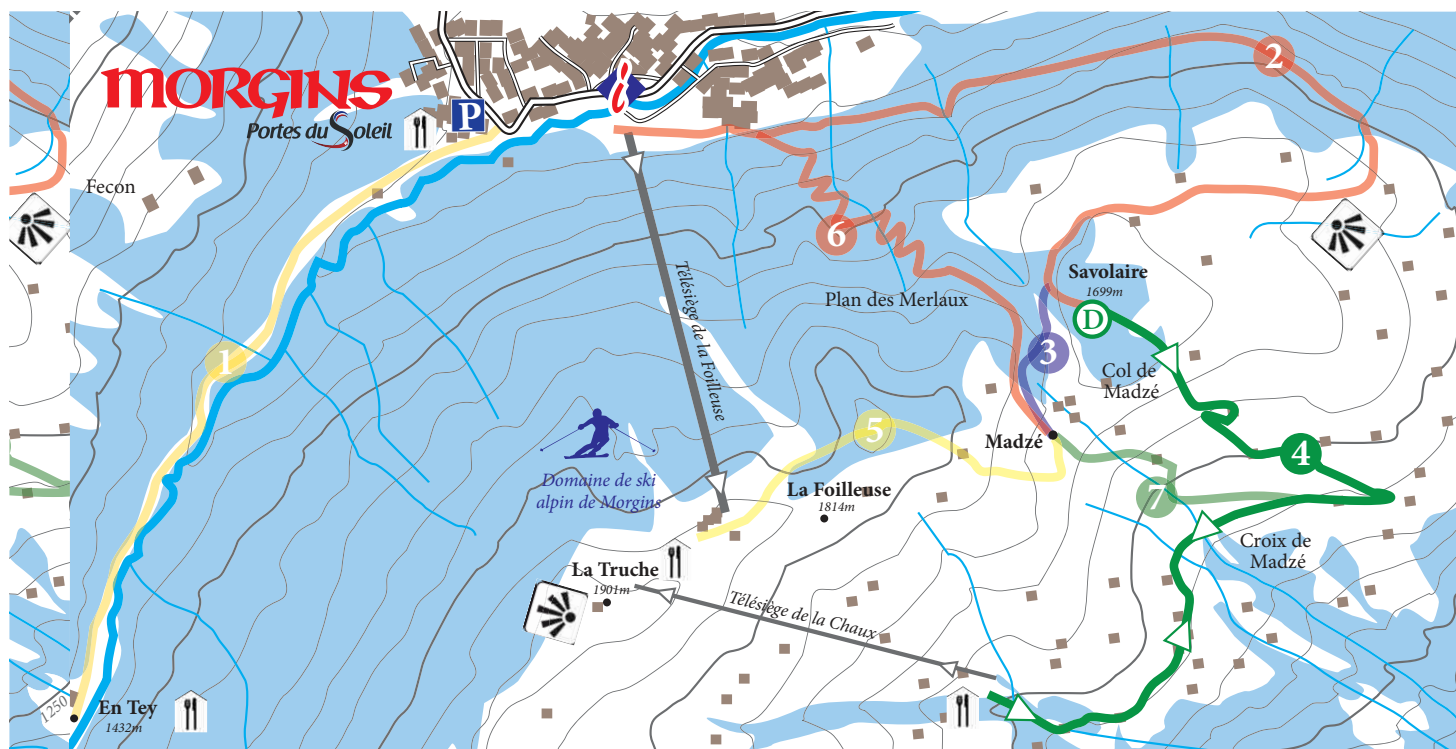 MORGINS
Portes du Soleil
P
i
2
Fecon
6
Savolaire
1699m
Plan des Merlaux
D
Télésiège de la Foilleuse
1
3
Col de
Madzé
5
Madzé
4
Domaine de ski
alpin de Morgins
La Foilleuse
1814m
7
Croix de
Madzé
La Truche
1901m
Télésiège de la Chaux
1250
En Tey
1432m